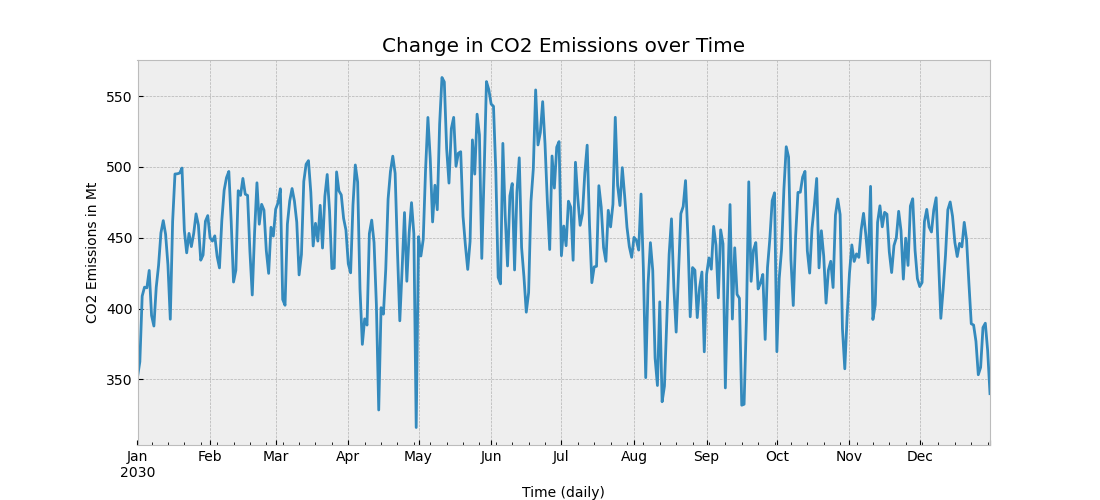 Change in CO2 Emissions over Time
CO2 Emissions in Mt
550
500
450
400
350
Jan Feb Mar Apr May Jun Jul Aug Sep Oct Nov Dec
2030
Time (daily)